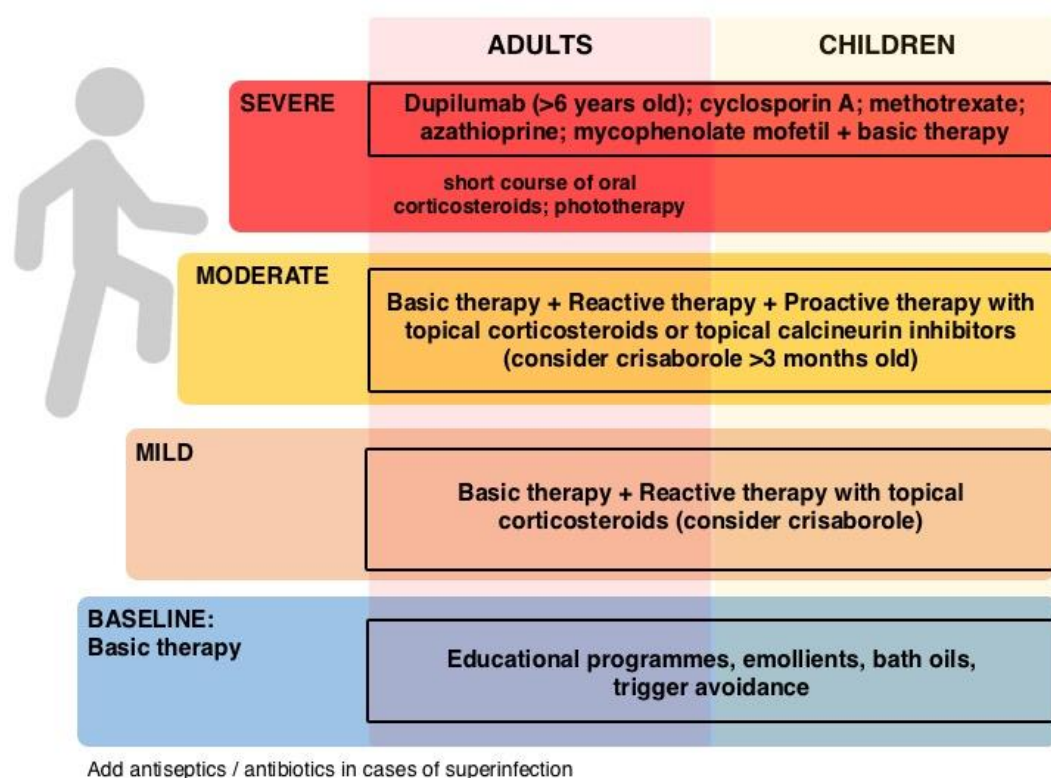 ADULTS
CHILDREN
SEVERE
Dupilumab (>6 years old); cyclosporin A; methotrexate;
azathioprine; mycophenolate mofetil + basic therapy
short course of oral
corticosteroids; phototherapy
MODERATE
Basic therapy + Reactive therapy + Proactive therapy with
topical corticosteroids or topical calcineurin inhibitors
(consider crisaborole >3 months old)
MILD
Basic therapy + Reactive therapy with topical
corticosteroids (consider crisaborole)
BASELINE:
Basic therapy
Educational programmes, emollients, bath oils,
trigger avoidance
Add antiseptics / antibiotics in cases of superinfection